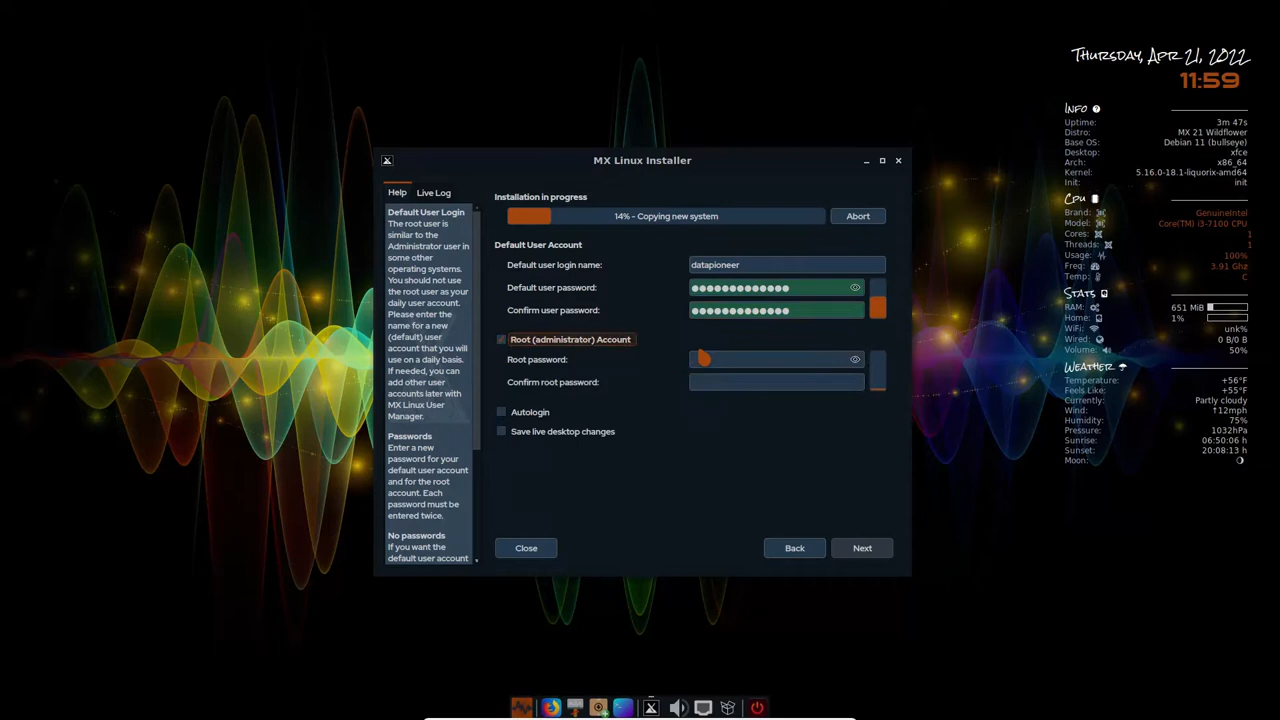 Thursday, Apr 21, 2022
11:59
Info
Uptime: 3m 47s
Distro: MX 21 Wildflower
Base OS: Debian 11 (bullseye)
Desktop: xfce
Arch: x86_64
Kernel: 5.16.0-18.1-liquorix-amd64
Init: init
Cpu
Brand: GenuineIntel
Model: Core(TM) i3-7100 CPU
Cores: 1
Threads: 1
Usage: 100%
Freq: 3.91 Ghz
Temp: C
Stats
RAM: 651 MiB
Home: 1%
WiFi: unk%
Wired: 0 B/0 B
Volume: 50%
Weather
Temperature: +56°F
Feels Like: +55°F
Currently: Partly cloudy
Wind: ↑12mph
Humidity: 75%
Pressure: 1032hPa
Sunrise: 06:50:06 h
Sunset: 20:08:13 h
Moon:
MX Linux Installer
Help Live Log
Default User Login
The root user is
similar to the
Administrator user in
some other
operating systems.
You should not use
the root user as your
daily user account.
Please enter the
name for a new
(default) user
account that you will
use on a daily basis.
If needed, you can
add other user
accounts later with
MX Linux User
Manager.
Passwords
Enter a new
password for your
default user account
and for the root
account. Each
password must be
entered twice.
No passwords
If you want the
default user account
Installation in progress
14% - Copying new system Abort
Default User Account
Default user login name: datapioneer
Default user password: ●●●●●●●●●●●●●
Confirm user password: ●●●●●●●●●●●●●
Root (administrator) Account
Root password:
Confirm root password:
Autologin
Save live desktop changes
Close Back Next